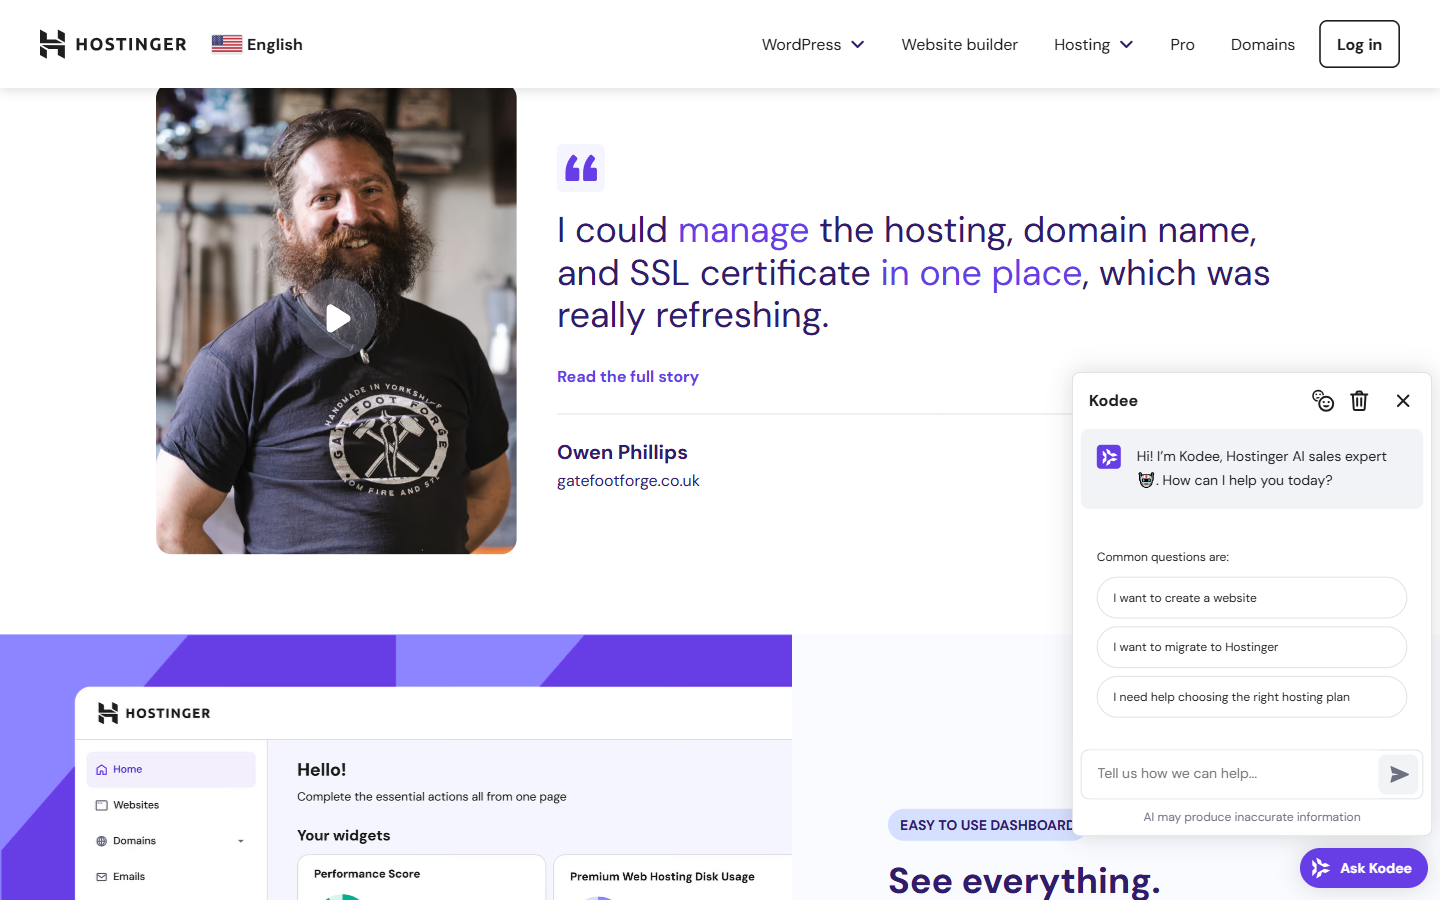 HOSTINGER
English
WordPress
Website builder
Hosting
Pro
Domains
Log in
I could manage the hosting, domain name,
and SSL certificate in one place, which was
really refreshing.
Read the full story
Owen Phillips
gatefootforge.co.uk
HANDMADE IN YORKSHIRE
GATE FOOT FORGE
FIRE AND
HOSTINGER
Home
Websites
Domains
Emails
Hello!
Complete the essential actions all from one page
Your widgets
Performance Score
Premium Web Hosting Disk Usage
EASY TO USE DASHBOARD
See everything.
Kodee
Hi! I'm Kodee, Hostinger AI sales expert
. How can I help you today?
Common questions are:
I want to create a website
I want to migrate to Hostinger
I need help choosing the right hosting plan
Tell us how we can help...
AI may produce inaccurate information
Ask Kodee